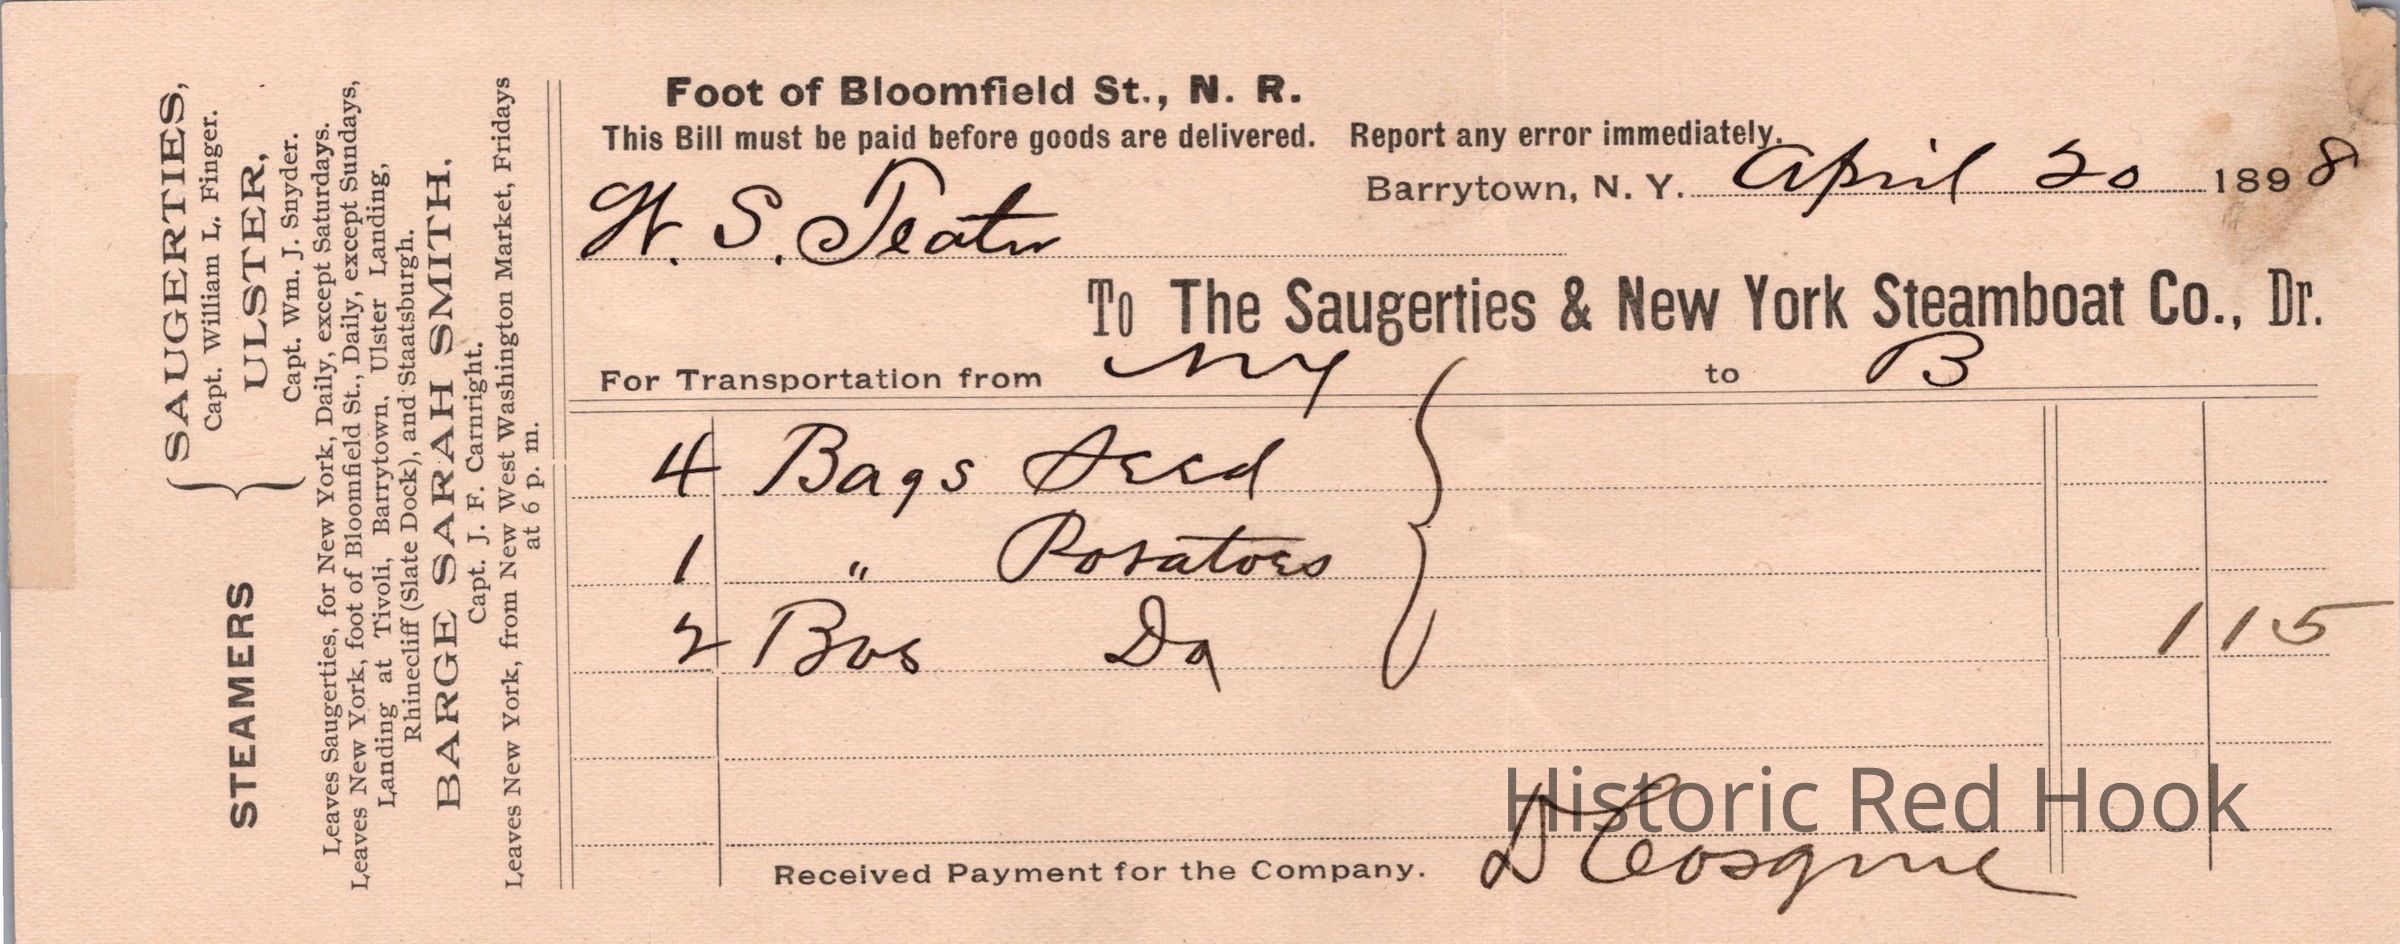 STEAMERS { SAUGERTIES,
Capt. William L. Finger.
ULSTER,
Capt. Wm. J. Snyder.
Leaves Saugerties, for New York, Daily, except Saturdays.
Leaves New York, foot of Bloomfield St., Daily, except Sundays,
Landing at Tivoli, Barrytown, Ulster Landing,
Rhinecliff (Slate Dock), and Staatsburgh.
BARGE SARAH SMITH.
Capt. J. F. Carnright.
Leaves New York, from New West Washington Market, Fridays
at 6 p. m.
Foot of Bloomfield St., N. R.
This Bill must be paid before goods are delivered. Report any error immediately.
Barrytown, N. Y. April 20 1898
W. S. Teator
To The Saugerties & New York Steamboat Co., Dr.
For Transportation from NY to B
4 Bags Seed
1 " Potatoes
2 Bbs Do 1 15
Historic Red Hook
Received Payment for the Company. D Cosgrive